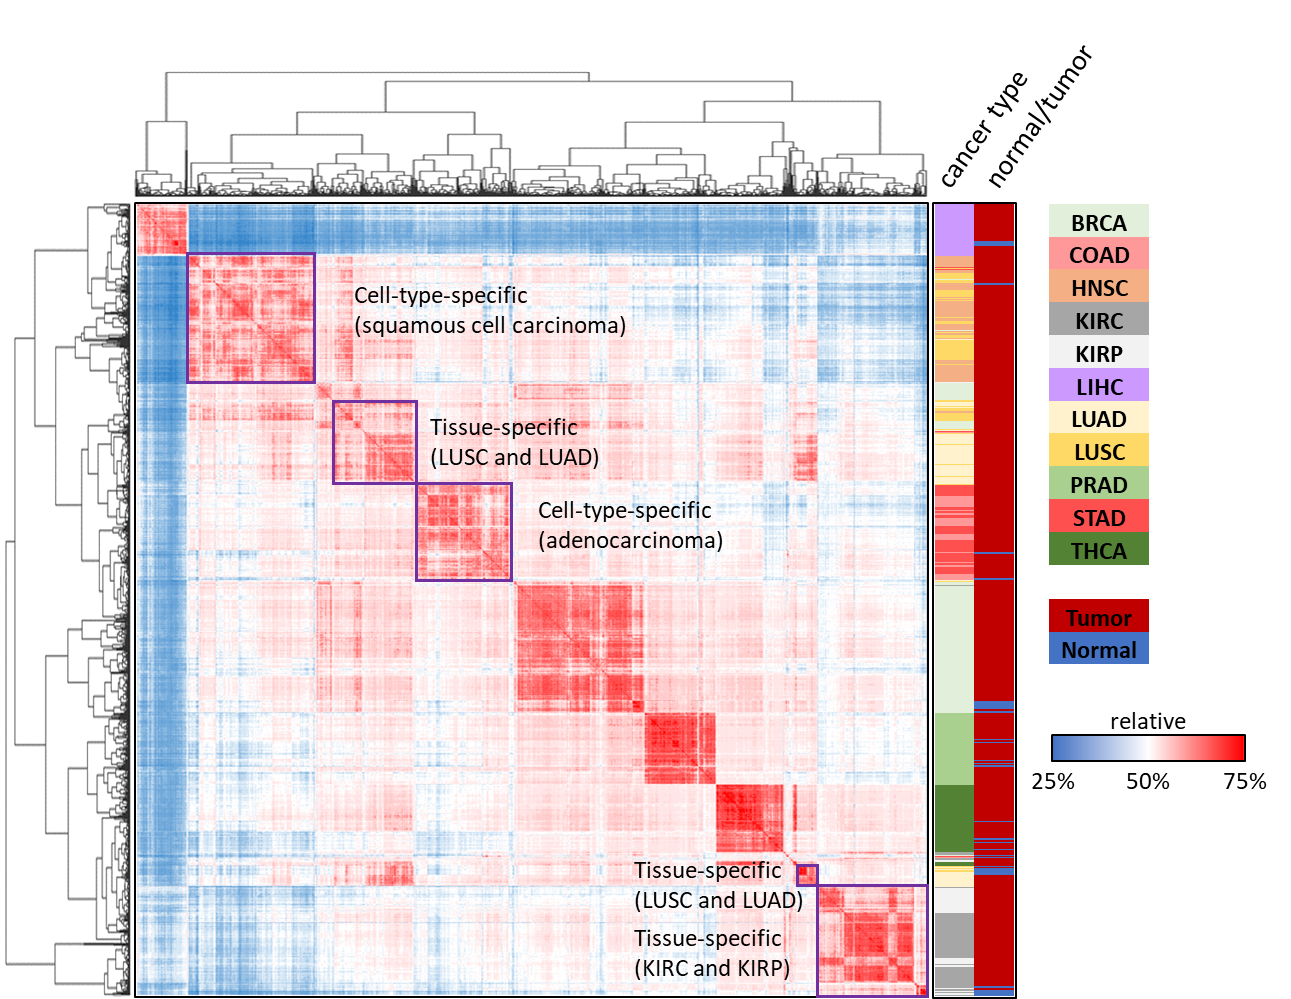 cancer type
normal/tumor
BRCA
COAD
HNSC
KIRC
KIRP
LIHC
LUAD
LUSC
PRAD
STAD
THCA
Tumor
Normal
relative
25% 50% 75%
Cell-type-specific
(squamous cell carcinoma)
Tissue-specific
(LUSC and LUAD)
Cell-type-specific
(adenocarcinoma)
Tissue-specific
(LUSC and LUAD)
Tissue-specific
(KIRC and KIRP)